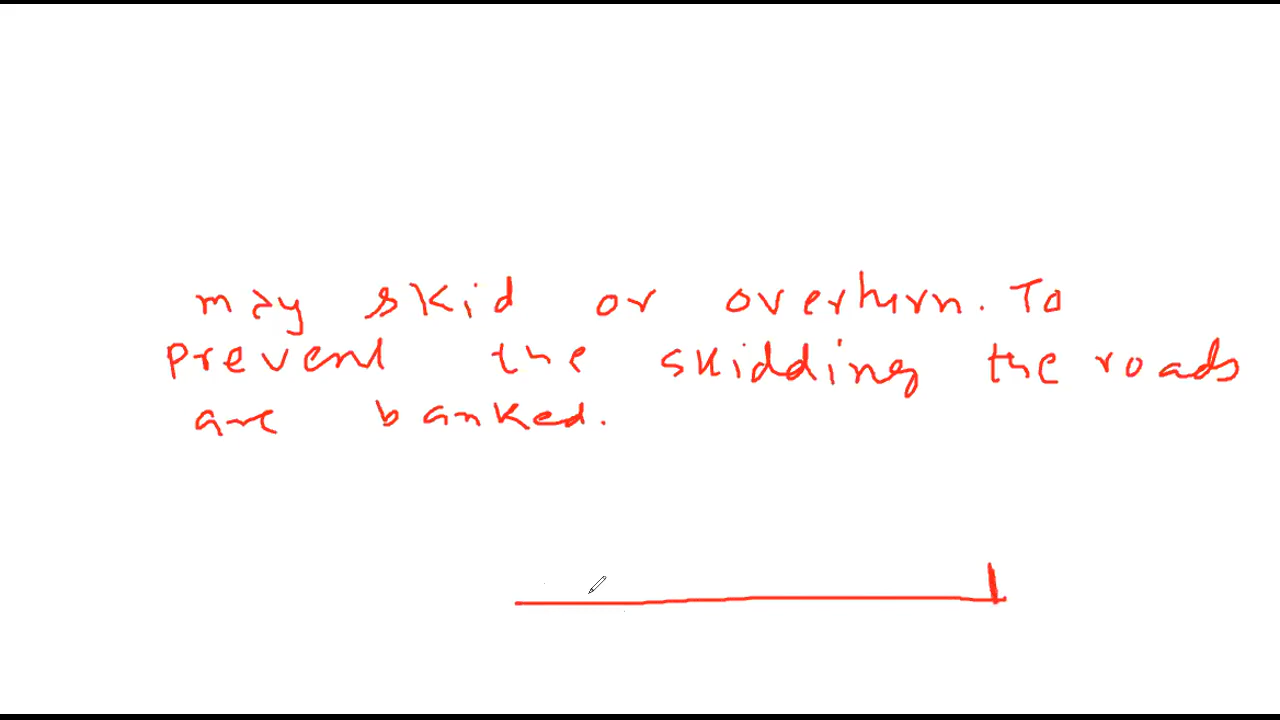 may skid or overturn. To
prevent the skidding the roads
are banked.